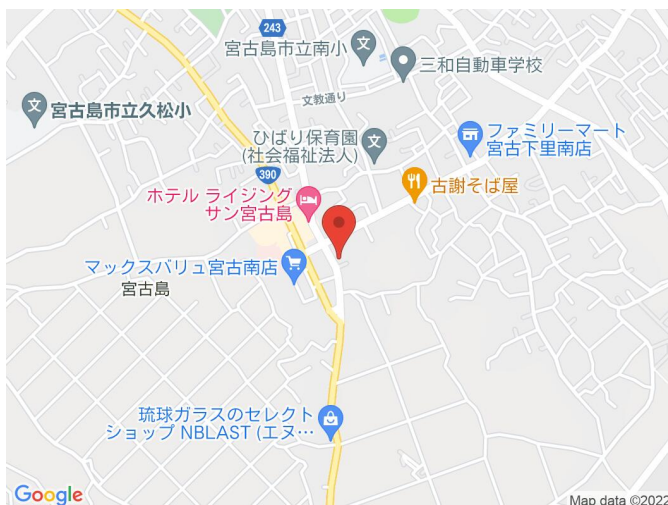 243
宮古島市立南小
三和自動車学校
文教通り
宮古島市立久松小
ひばり保育園
(社会福祉法人)
ファミリーマート
宮古下里南店
390
ホテル ライジング
サン宮古島
古謝そば屋
マックスバリュ宮古南店
宮古島
琉球ガラスのセレクト
ショップ NBLAST (エヌ…
Google
Map data ©2022